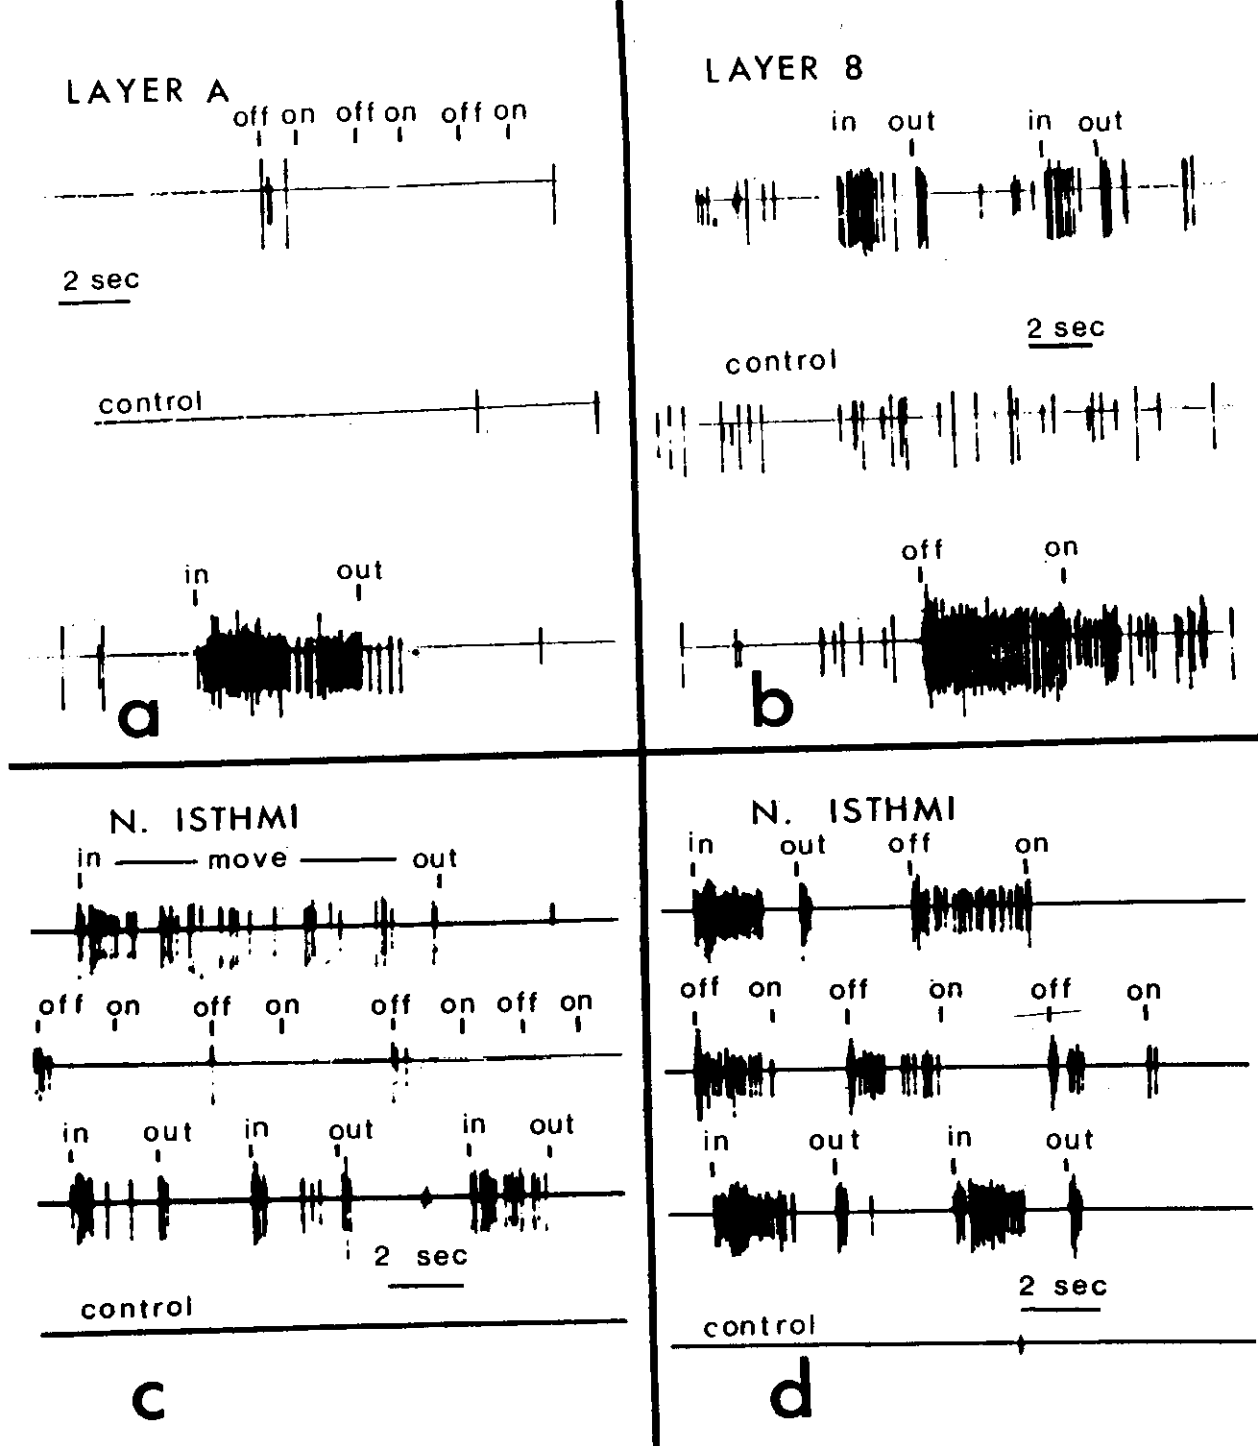 LAYER A
off on off on off on
2 sec
control
in out
a
LAYER 8
in out in out
2 sec
control
off on
b
N. ISTHMI
in move out
off on off on off on off on
in out in out in out
2 sec
control
c
N. ISTHMI
in out off on
off on off on off on
in out in out
2 sec
control
d